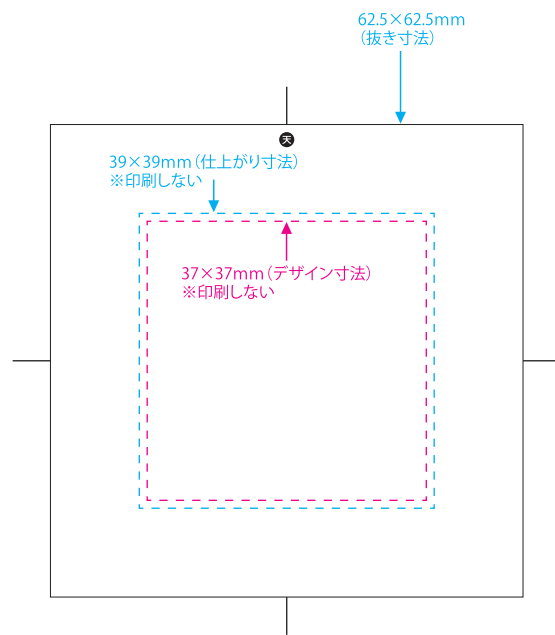 62.5×62.5mm
（抜き寸法）
天
39×39mm（仕上がり寸法）
※印刷しない
37×37mm（デザイン寸法）
※印刷しない